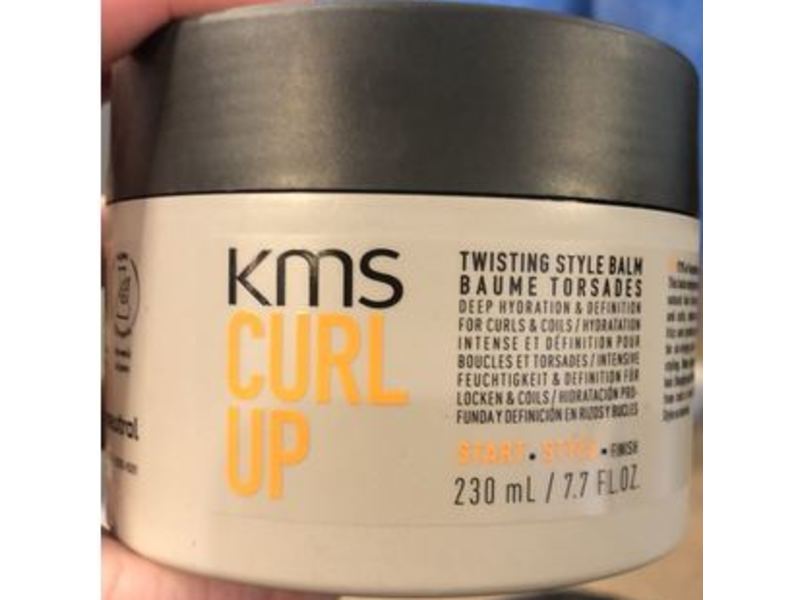 KMS
CURL
UP
TWISTING STYLE BALM
BAUME TORSADES
DEEP HYDRATION & DEFINITION
FOR CURLS & COILS / HYDRATATION
INTENSE ET DÉFINITION POUR
BOUCLES ET TORSADES / INTENSIVE
FEUCHTIGKEIT & DEFINITION FÜR
LOCKEN & COILS / HIDRATACIÓN PRO-
FUNDA Y DEFINICIÓN EN RIZOS Y BUCLES
START • STYLE • FINISH
230 mL / 7.7 FL.OZ.